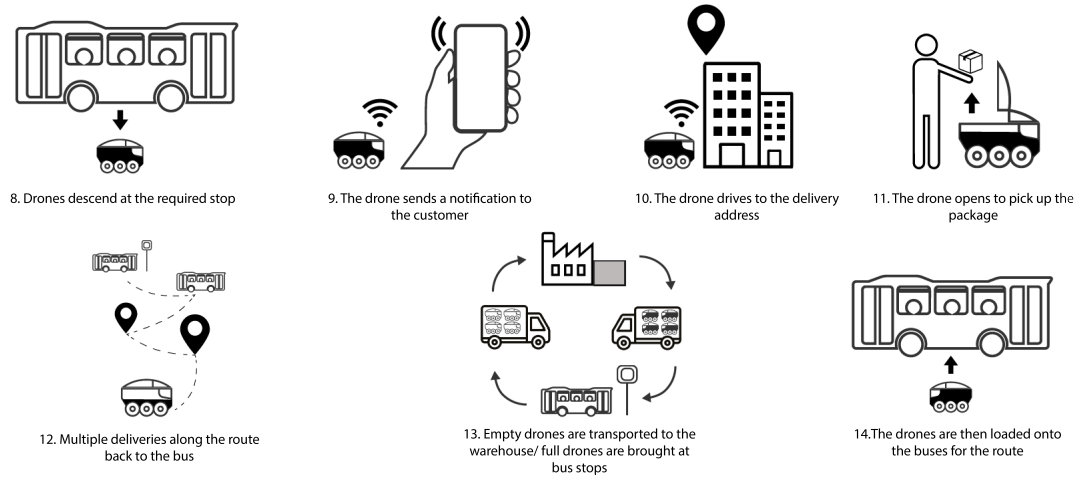 8. Drones descend at the required stop
9. The drone sends a notification to
the customer
10. The drone drives to the delivery
address
11. The drone opens to pick up the
package
12. Multiple deliveries along the route
back to the bus
13. Empty drones are transported to the
warehouse/ full drones are brought at
bus stops
14.The drones are then loaded onto
the buses for the route